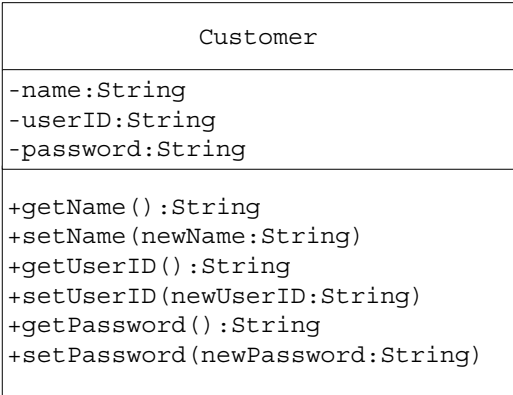 Customer
-name:String
-userID:String
-password:String
+getName():String
+setName(newName:String)
+getUserID():String
+setUserID(newUserID:String)
+getPassword():String
+setPassword(newPassword:String)